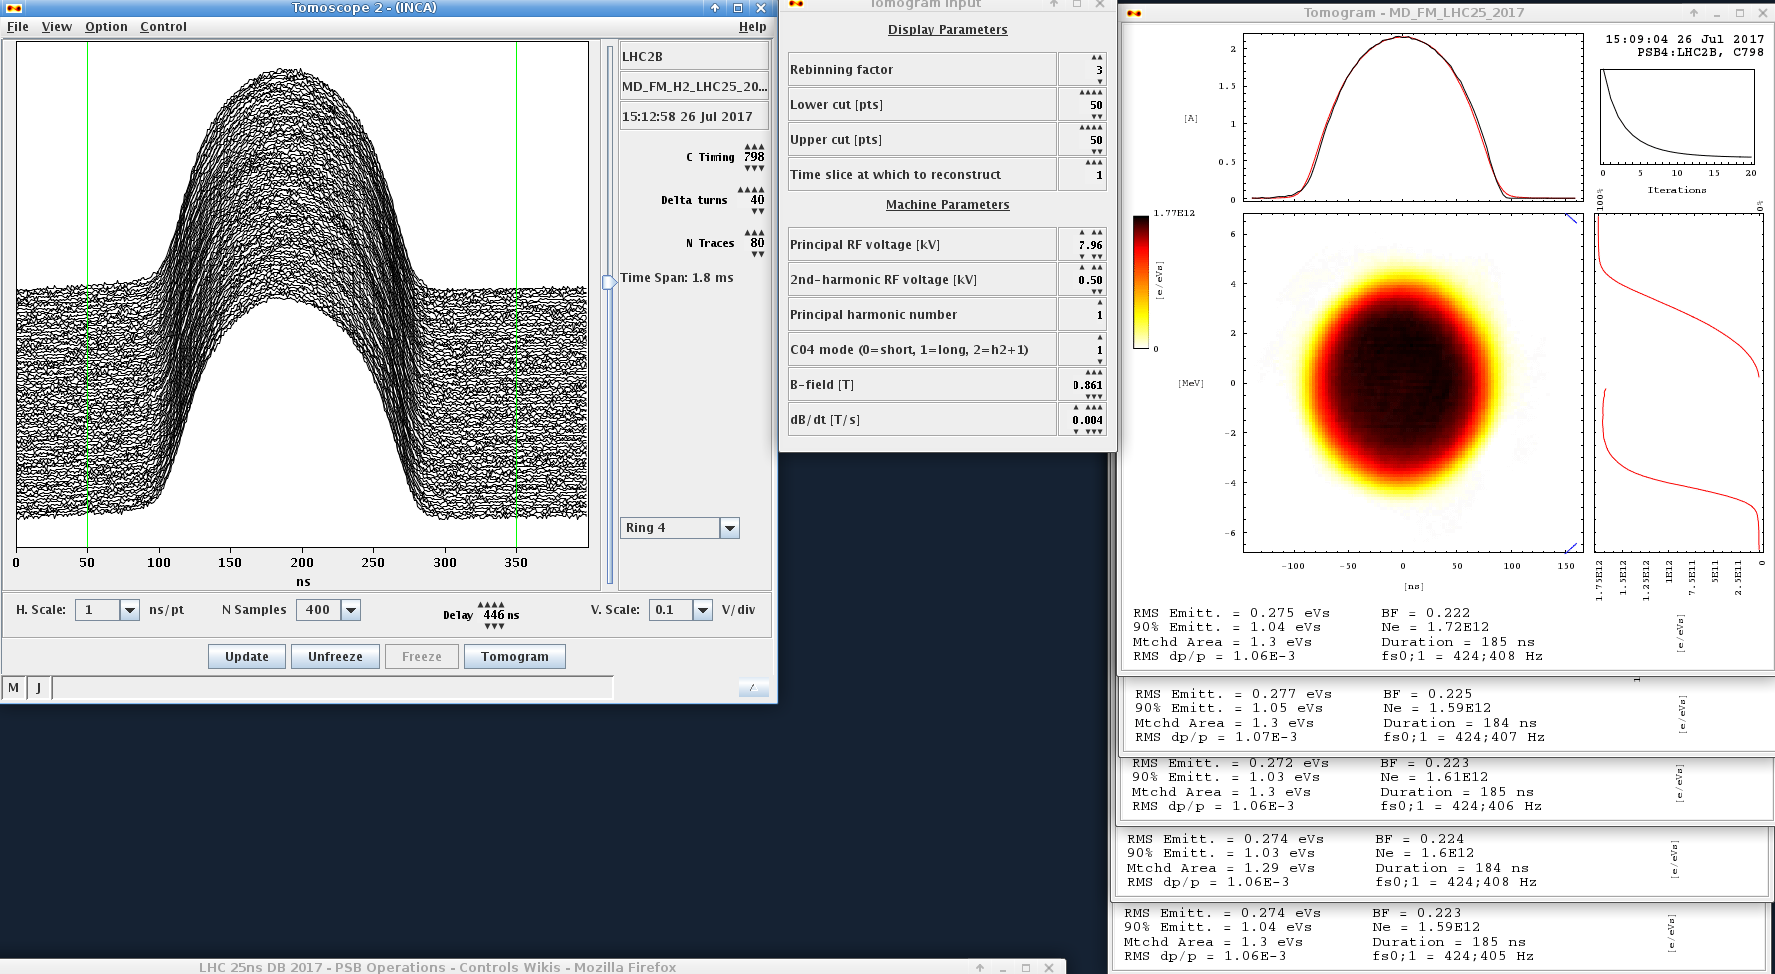 Tomoscope 2 - (INCA)
File View Option Control Help
LHC2B
MD_FM_H2_LHC25_20...
15:12:58 26 Jul 2017
C Timing 798
Delta turns 40
N Traces 80
Time Span: 1.8 ms
Ring 4
0 50 100 150 200 250 300 350
ns
H. Scale: 1 ns/pt N Samples 400 Delay 446 ns V. Scale: 0.1 V/div
Update Unfreeze Freeze Tomogram
M J
Tomogram Input
Display Parameters
Rebinning factor 3
Lower cut [pts] 50
Upper cut [pts] 50
Time slice at which to reconstruct 1
Machine Parameters
Principal RF voltage [kV] 7.96
2nd-harmonic RF voltage [kV] 0.50
Principal harmonic number 1
C04 mode (0=short, 1=long, 2=h2+1) 1
B-field [T] 0.861
dB/dt [T/s] 0.004
Tomogram - MD_FM_LHC25_2017
15:09:04 26 Jul 2017
PSB4:LHC2B, C798
2
1.5
[A]
1
0.5
0
0 5 10 15 20
Iterations
100% 0%
1.77E12
[e/eVs]
0
6
4
2
[MeV] 0
-2
-4
-6
-100 -50 0 50 100 150
[ns]
1.75E12 1.5E12 1.25E12 1E12 7.5E11 5E11 2.5E11 0
[e/eVs]
RMS Emitt. = 0.275 eVs BF = 0.222
90% Emitt. = 1.04 eVs Ne = 1.72E12
Mtchd Area = 1.3 eVs Duration = 185 ns
RMS dp/p = 1.06E-3 fs0;1 = 424;408 Hz
1
RMS Emitt. = 0.277 eVs BF = 0.225
90% Emitt. = 1.05 eVs Ne = 1.59E12
Mtchd Area = 1.3 eVs Duration = 184 ns
RMS dp/p = 1.07E-3 fs0;1 = 424;407 Hz
[e/eVs]
RMS Emitt. = 0.272 eVs BF = 0.223
90% Emitt. = 1.03 eVs Ne = 1.61E12
Mtchd Area = 1.3 eVs Duration = 185 ns
RMS dp/p = 1.06E-3 fs0;1 = 424;406 Hz
[e/eVs]
RMS Emitt. = 0.274 eVs BF = 0.224
90% Emitt. = 1.03 eVs Ne = 1.6E12
Mtchd Area = 1.29 eVs Duration = 184 ns
RMS dp/p = 1.06E-3 fs0;1 = 424;408 Hz
[e/eVs]
RMS Emitt. = 0.274 eVs BF = 0.223
90% Emitt. = 1.04 eVs Ne = 1.59E12
Mtchd Area = 1.3 eVs Duration = 185 ns
RMS dp/p = 1.06E-3 fs0;1 = 424;405 Hz
[e/eVs]
LHC 25ns DB 2017 - PSB Operations - Controls Wikis - Mozilla Firefox